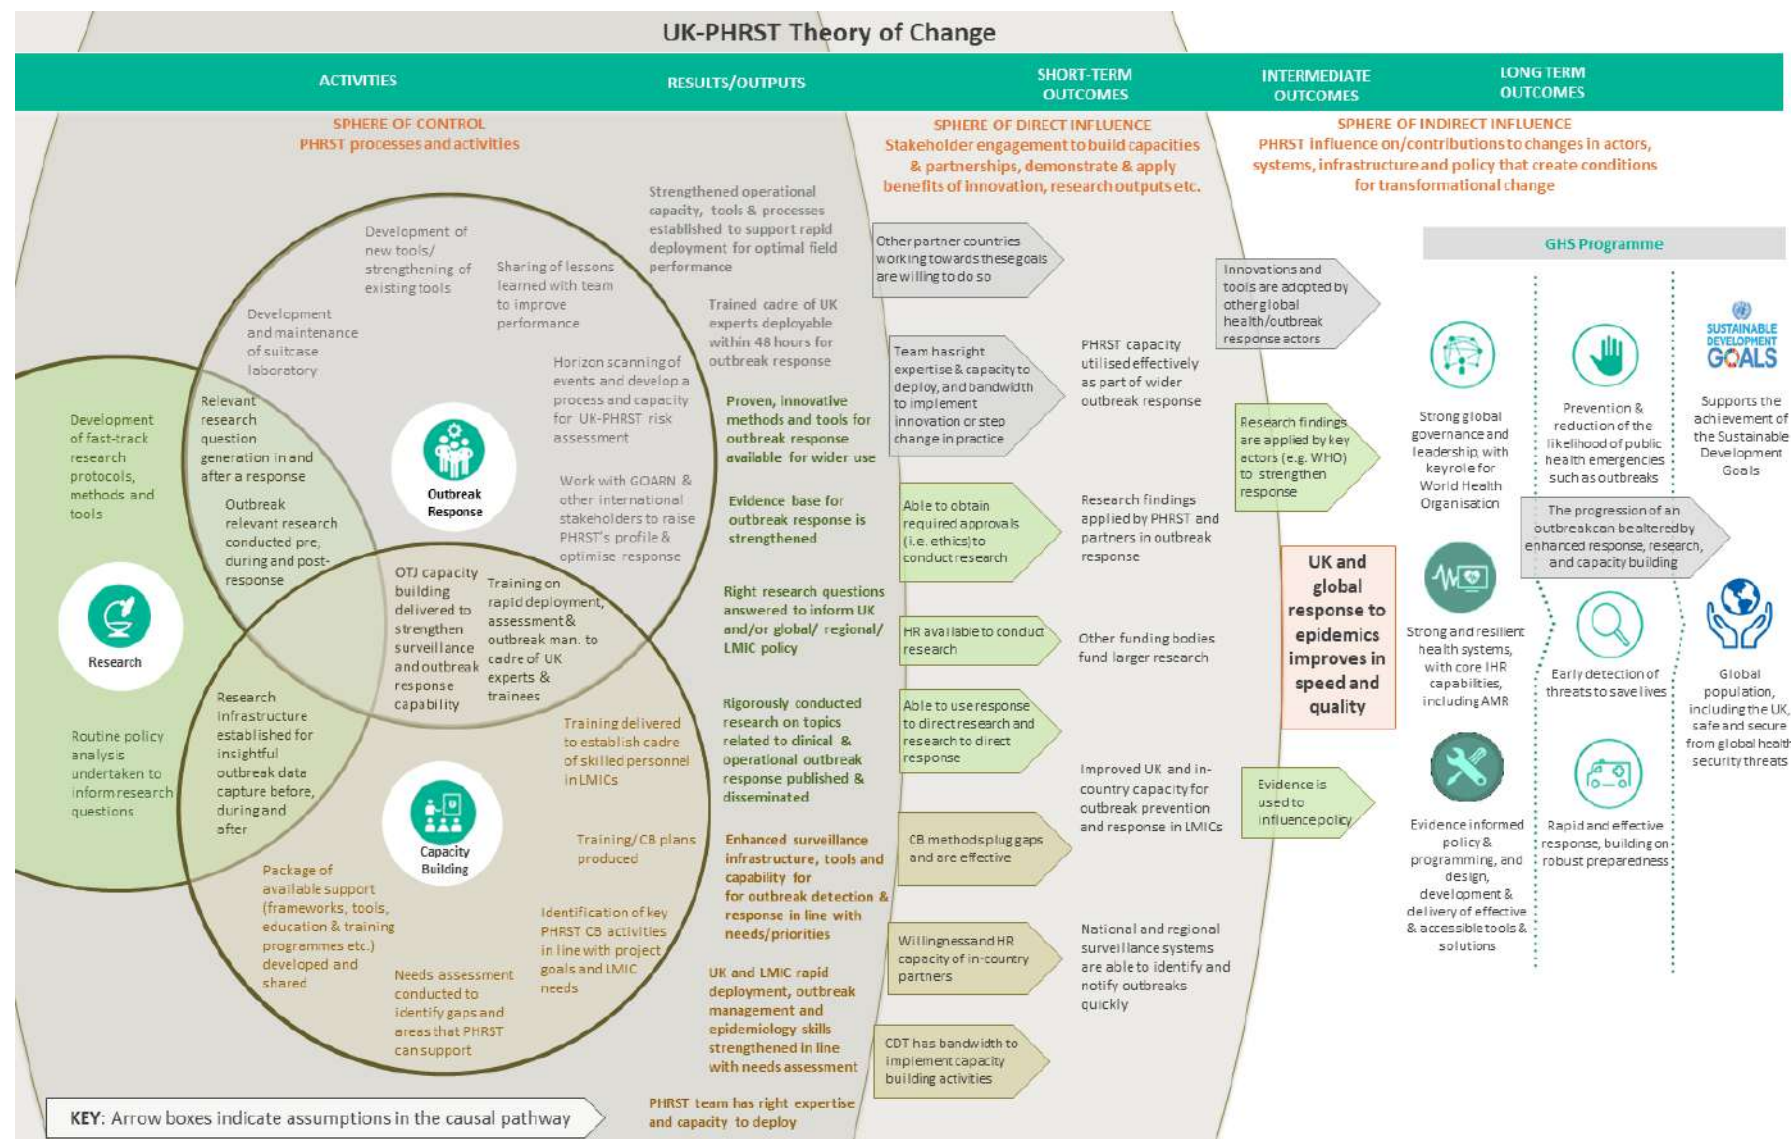 UK-PHRST Theory of Change
ACTIVITIES
RESULTS/OUTPUTS
SHORT-TERM
OUTCOMES
INTERMEDIATE
OUTCOMES
LONG TERM
OUTCOMES
SPHERE OF CONTROL
PHRST processes and activities
SPHERE OF DIRECT INFLUENCE
Stakeholder engagement to build capacities
& partnerships, demonstrate & apply
benefits of innovation, research outputs etc.
SPHERE OF INDIRECT INFLUENCE
PHRST influence on/contributions to changes in actors,
systems, infrastructure and policy that create conditions
for transformational change
Development of
new tools/
strengthening of
existing tools
Sharing of lessons
learned with team
to improve
performance
Development
and maintenance
of suitcase
laboratory
Horizon scanning of
events and develop a
process and capacity
for UK-PHRST risk
assessment
Work with GOARN &
other international
stakeholders to raise
PHRST's profile &
optimise response
Outbreak
Response
Relevant
research
question
generation in and
after a response
Outbreak
relevant research
conducted pre,
during and post-
response
Development
of fast-track
research
protocols,
methods and
tools
Research
Routine policy
analysis
undertaken to
inform research
questions
OTJ capacity
building
delivered to
strengthen
surveillance
and outbreak
response
capability
Training on
rapid deployment,
assessment &
outbreak man. to
cadre of UK
experts &
trainees
Research
Infrastructure
established for
insightful
outbreak data
capture before,
during and
after
Training delivered
to establish cadre
of skilled personnel
in LMICs
Capacity
Building
Training/CB plans
produced
Package of
available support
(frameworks, tools,
education & training
programmes etc.)
developed and
shared
Identification of key
PHRST CB activities
in line with project
goals and LMIC
needs
Needs assessment
conducted to
identify gaps and
areas that PHRST
can support
KEY: Arrow boxes indicate assumptions in the causal pathway
Strengthened operational
capacity, tools & processes
established to support rapid
deployment for optimal field
performance
Trained cadre of UK
experts deployable
within 48 hours for
outbreak response
Proven, innovative
methods and tools for
outbreak response
available for wider use
Evidence base for
outbreak response is
strengthened
Right research questions
answered to inform UK
and/or global/ regional/
LMIC policy
Rigorously conducted
research on topics
related to clinical &
operational outbreak
response published &
disseminated
Enhanced surveillance
infrastructure, tools and
capability for
for outbreak detection &
response in line with
needs/priorities
UK and LMIC rapid
deployment, outbreak
management and
epidemiology skills
strengthened in line
with needs assessment
PHRST team has right expertise
and capacity to deploy
Other partner countries
working towards these goals
are willing to do so
Team has right
expertise & capacity to
deploy, and bandwidth
to implement
innovation or step
change in practice
Able to obtain
required approvals
(i.e. ethics) to
conduct research
HR available to conduct
research
Able to use response
to direct research and
research to direct
response
CB methods plug gaps
and are effective
Willingness and HR
capacity of in-country
partners
CDT has bandwidth to
implement capacity
building activities
PHRST capacity
utilised effectively
as part of wider
outbreak response
Research findings
applied by PHRST and
partners in outbreak
response
Other funding bodies
fund larger research
Improved UK and in-
country capacity for
outbreak prevention
and response in LMICs
National and regional
surveillance systems
are able to identify and
notify outbreaks
quickly
Innovations and
tools are adopted by
other global
health/outbreak
response actors
Research findings
are applied by key
actors (e.g. WHO)
to strengthen
response
UK and
global
response to
epidemics
improves in
speed and
quality
Evidence is
used to
influence policy
GHS Programme
Strong global
governance and
leadership, with
key role for
World Health
Organisation
Strong and resilient
health systems,
with core IHR
capabilities,
including AMR
Evidence informed
policy &
programming, and
design,
development &
delivery of effective
& accessible tools &
solutions
Prevention &
reduction of the
likelihood of public
health emergencies
such as outbreaks
The progression of an
outbreak can be altered by
enhanced response, research,
and capacity building
Early detection of
threats to save lives
Rapid and effective
response, building on
robust preparedness
SUSTAINABLE
DEVELOPMENT
GOALS
Supports the
achievement of
the Sustainable
Development
Goals
Global
population,
including the UK,
safe and secure
from global health
security threats